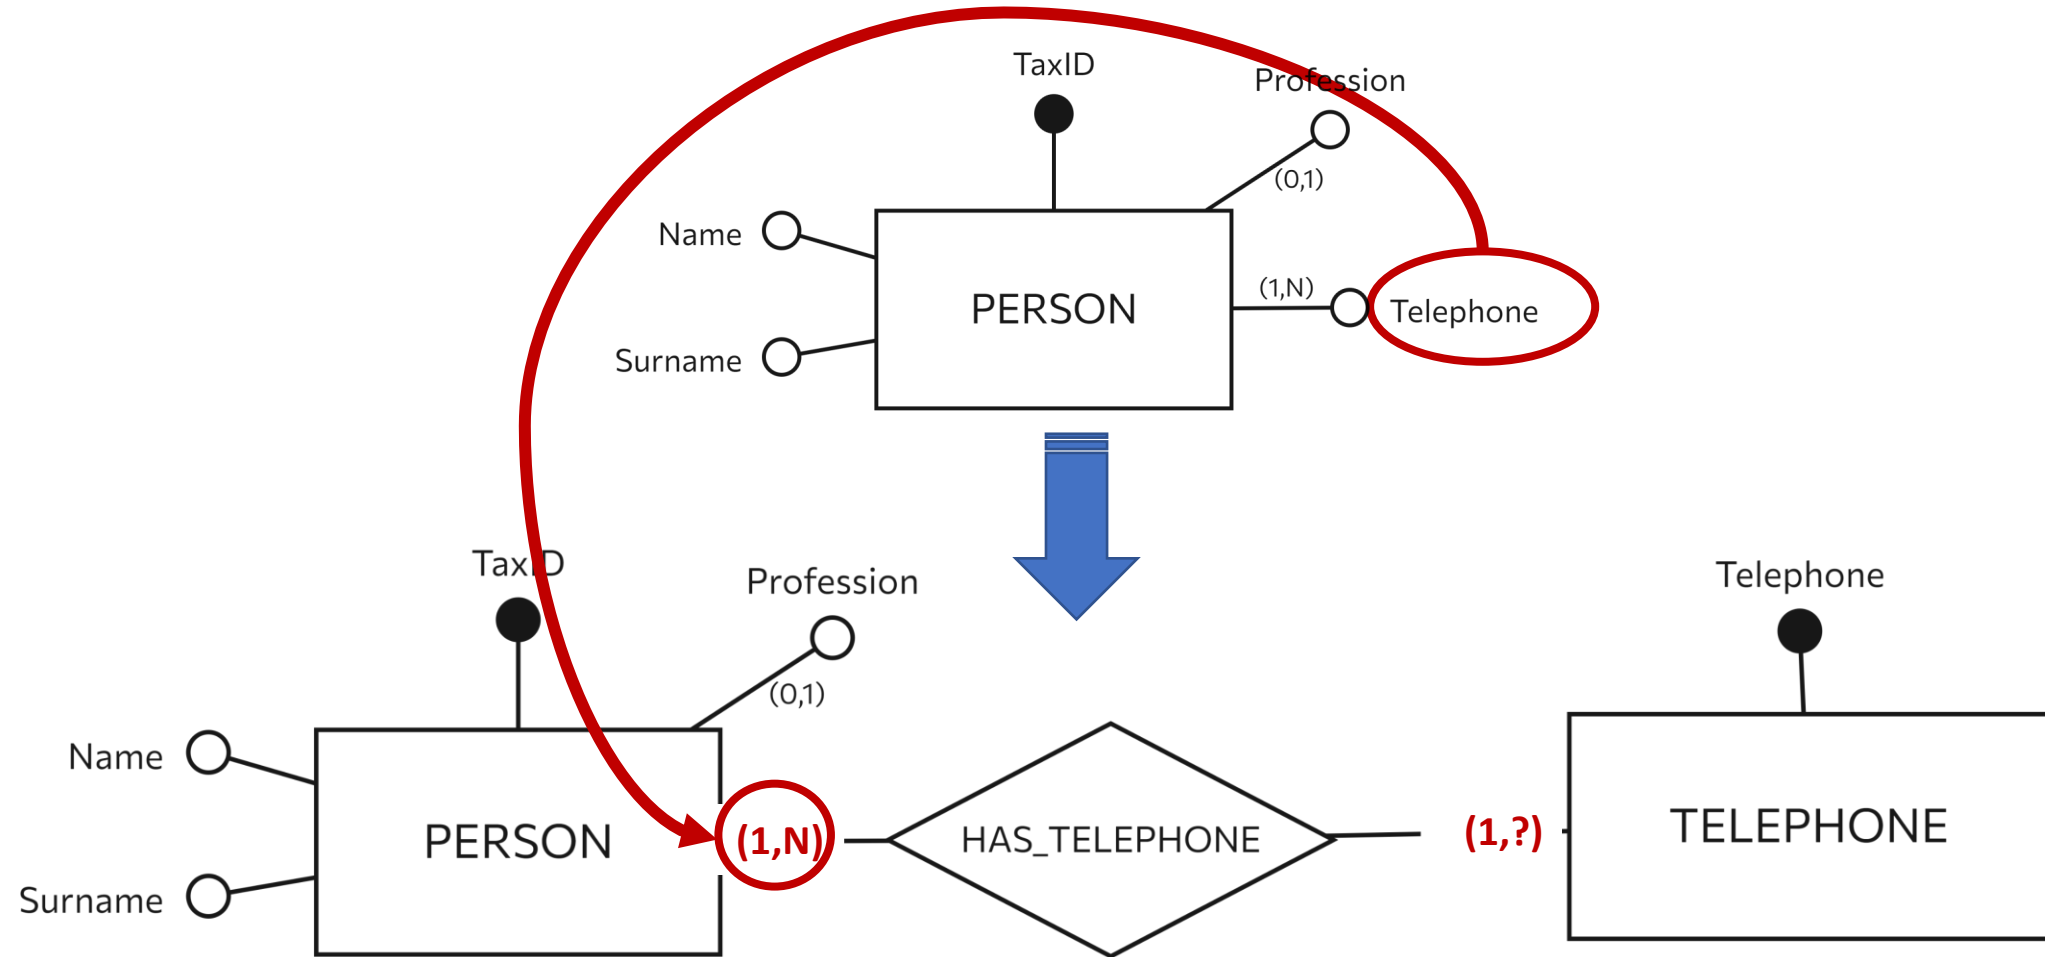 TaxID
Profession
(0,1)
Name
(1,N)
PERSON
Telephone
Surname
TaxID
Profession
Telephone
(0,1)
Name
PERSON
(1,N)
HAS_TELEPHONE
(1,?)
TELEPHONE
Surname